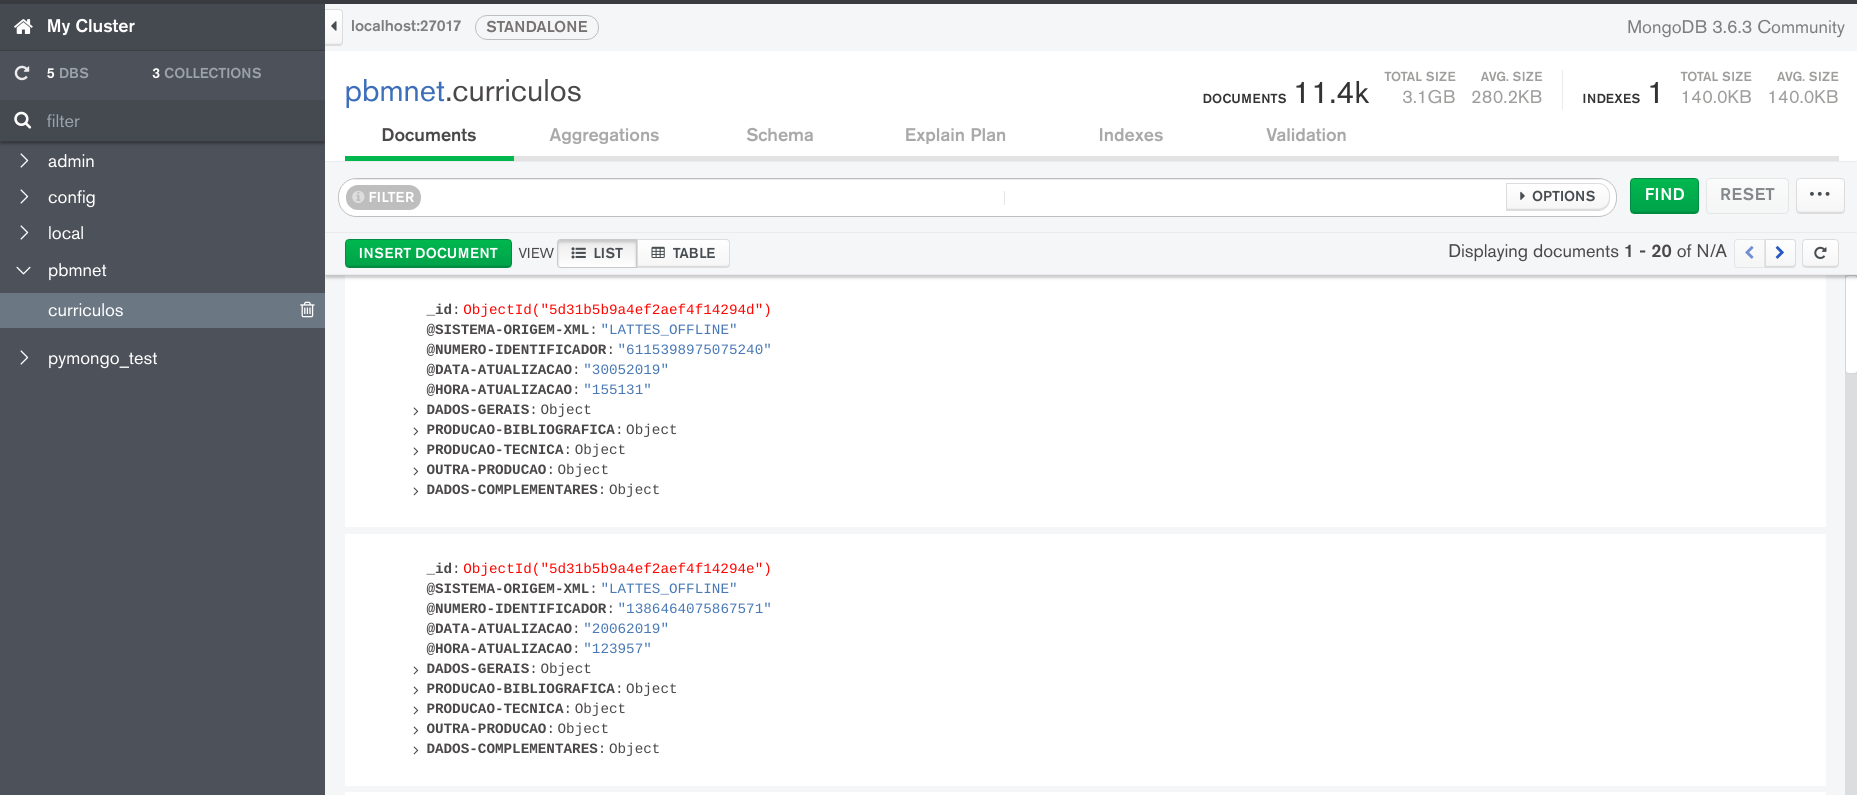 My Cluster
5 DBS 3 COLLECTIONS
filter
admin
config
local
pbmnet
curriculos
pymongo_test
localhost:27017 STANDALONE
MongoDB 3.6.3 Community
pbmnet.curriculos
DOCUMENTS 11.4k TOTAL SIZE 3.1GB AVG. SIZE 280.2KB
INDEXES 1 TOTAL SIZE 140.0KB AVG. SIZE 140.0KB
Documents Aggregations Schema Explain Plan Indexes Validation
FILTER OPTIONS FIND RESET ...
INSERT DOCUMENT VIEW LIST TABLE Displaying documents 1 - 20 of N/A
_id: ObjectId("5d31b5b9a4ef2aef4f14294d")
@SISTEMA-ORIGEM-XML: "LATTES_OFFLINE"
@NUMERO-IDENTIFICADOR: "6115398975075240"
@DATA-ATUALIZACAO: "30052019"
@HORA-ATUALIZACAO: "155131"
DADOS-GERAIS: Object
PRODUCAO-BIBLIOGRAFICA: Object
PRODUCAO-TECNICA: Object
OUTRA-PRODUCAO: Object
DADOS-COMPLEMENTARES: Object
_id: ObjectId("5d31b5b9a4ef2aef4f14294e")
@SISTEMA-ORIGEM-XML: "LATTES_OFFLINE"
@NUMERO-IDENTIFICADOR: "1386464075867571"
@DATA-ATUALIZACAO: "20062019"
@HORA-ATUALIZACAO: "123957"
DADOS-GERAIS: Object
PRODUCAO-BIBLIOGRAFICA: Object
PRODUCAO-TECNICA: Object
OUTRA-PRODUCAO: Object
DADOS-COMPLEMENTARES: Object